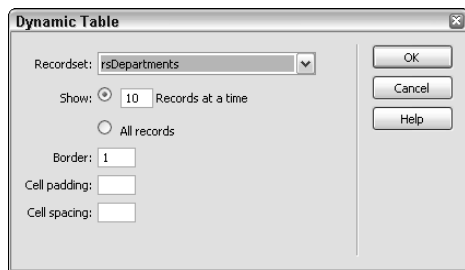 Dynamic Table
Recordset: rsDepartments
OK
Show: 10 Records at a time
Cancel
All records
Help
Border: 1
Cell padding:
Cell spacing: